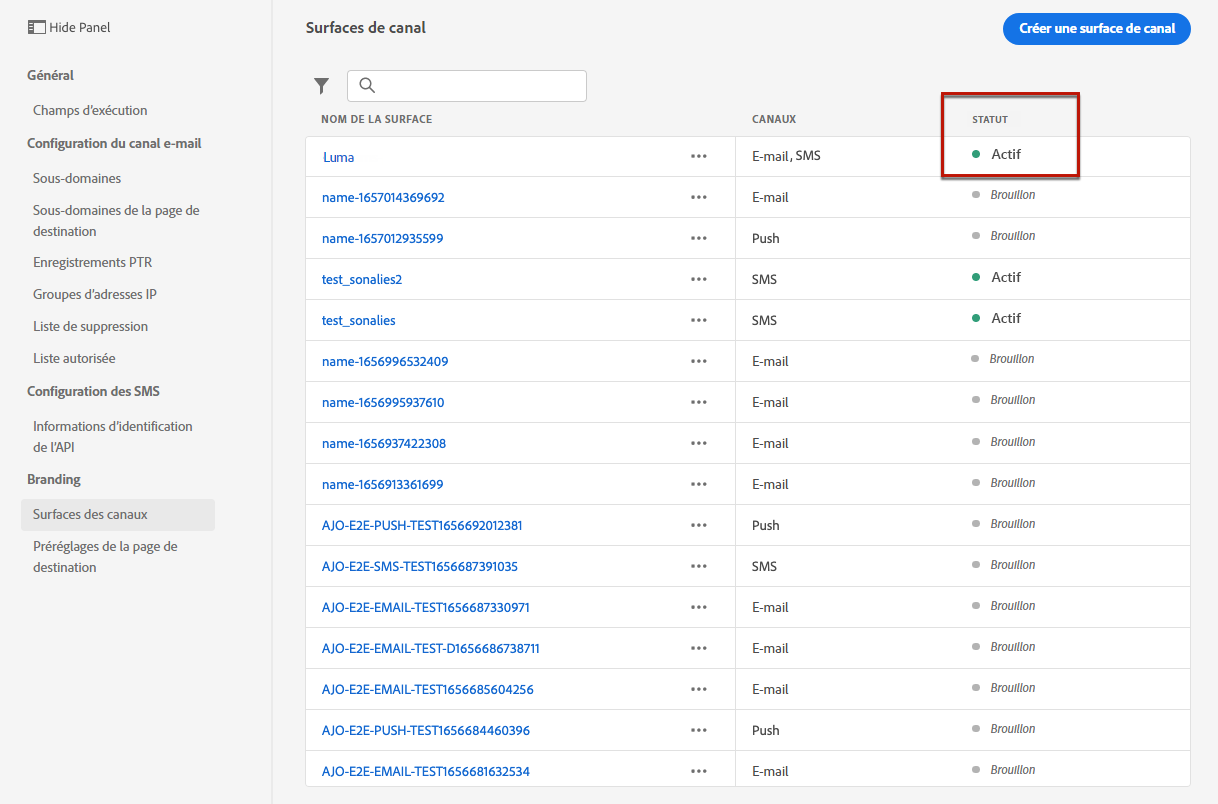 Hide Panel
Général
Champs d'exécution
Configuration du canal e-mail
Sous-domaines
Sous-domaines de la page de
destination
Enregistrements PTR
Groupes d'adresses IP
Liste de suppression
Liste autorisée
Configuration des SMS
Informations d'identification
de l'API
Branding
Surfaces des canaux
Préréglages de la page de
destination
Surfaces de canal
Créer une surface de canal
NOM DE LA SURFACE CANAUX STATUT
Luma ••• E-mail, SMS Actif
name-1657014369692 ••• E-mail Brouillon
name-1657012935599 ••• Push Brouillon
test_sonalies2 ••• SMS Actif
test_sonalies ••• SMS Actif
name-1656996532409 ••• E-mail Brouillon
name-1656995937610 ••• E-mail Brouillon
name-1656937422308 ••• E-mail Brouillon
name-1656913361699 ••• E-mail Brouillon
AJO-E2E-PUSH-TEST1656692012381 ••• Push Brouillon
AJO-E2E-SMS-TEST1656687391035 ••• SMS Brouillon
AJO-E2E-EMAIL-TEST1656687330971 ••• E-mail Brouillon
AJO-E2E-EMAIL-TEST-D1656686738711 ••• E-mail Brouillon
AJO-E2E-EMAIL-TEST1656685604256 ••• E-mail Brouillon
AJO-E2E-PUSH-TEST1656684460396 ••• Push Brouillon
AJO-E2E-EMAIL-TEST1656681632534 ••• E-mail Brouillon